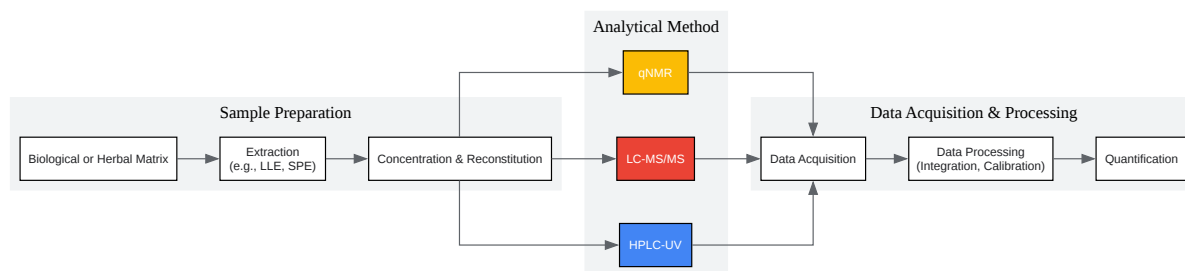 Analytical Method
qNMR
Sample Preparation
Data Acquisition & Processing
Biological or Herbal Matrix
Extraction
(e.g., LLE, SPE)
Concentration & Reconstitution
LC-MS/MS
Data Acquisition
Data Processing
(Integration, Calibration)
Quantification
HPLC-UV